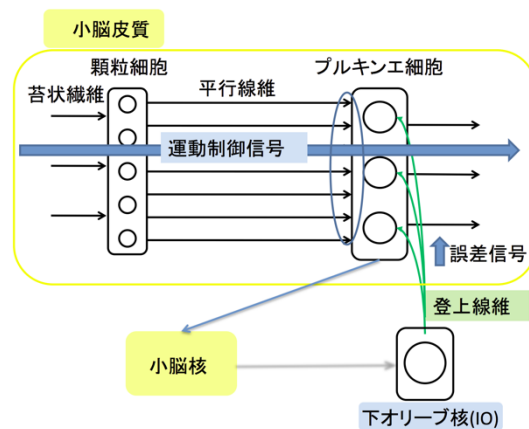 小脳皮質
顆粒細胞
プルキンエ細胞
苔状繊維
平行線維
運動制御信号
誤差信号
登上線維
小脳核
下オリーブ核(IO)